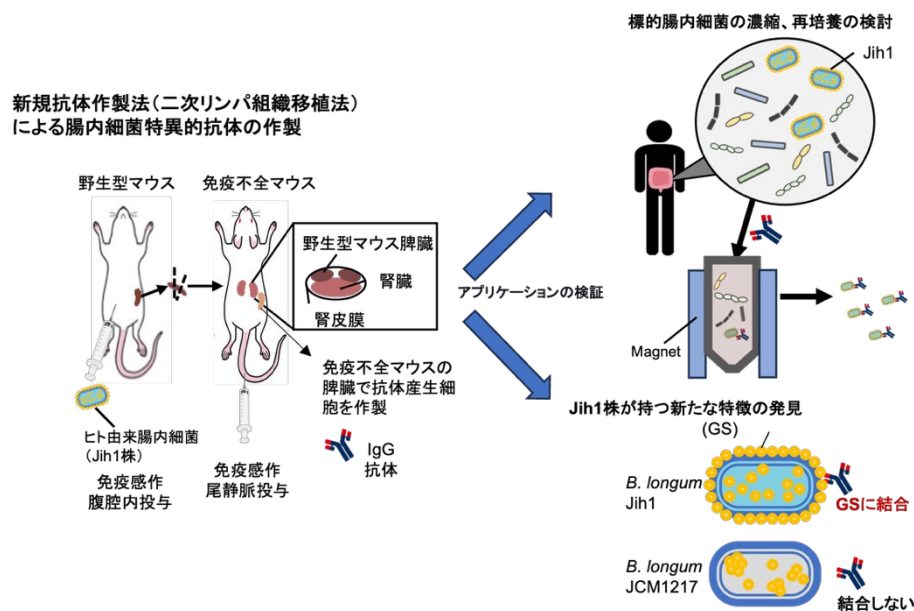 新規抗体作製法(二次リンパ組織移植法)
による腸内細菌特異的抗体の作製
野生型マウス
免疫不全マウス
野生型マウス脾臓
腎臓
腎皮膜
ヒト由来腸内細菌
(Jih1株)
免疫感作
腹腔内投与
免疫感作
尾静脈投与
免疫不全マウスの
脾臓で抗体産生細
胞を作製
IgG
抗体
アプリケーションの検証
標的腸内細菌の濃縮、再培養の検討
Jih1
Magnet
Jih1株が持つ新たな特徴の発見
(GS)
B. longum
Jih1
GSに結合
B. longum
JCM1217
結合しない